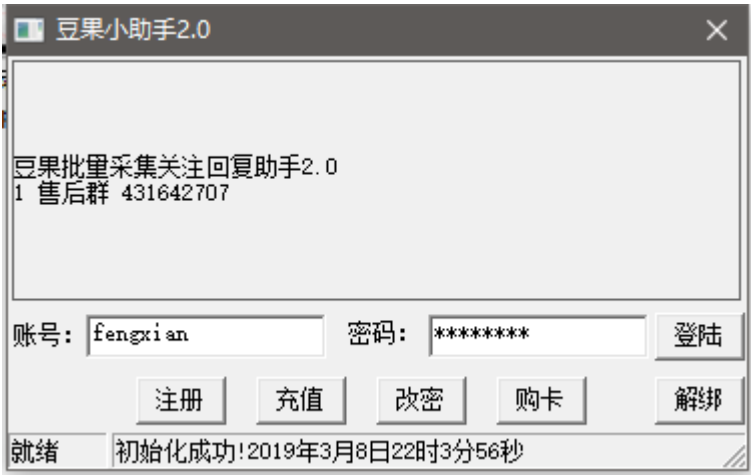 豆果小助手2.0
豆果批量采集关注回复助手2.0
1 售后群 431642707
账号: fengxian 密码: ******** 登陆
注册 充值 改密 购卡 解绑
就绪 初始化成功!2019年3月8日22时3分56秒